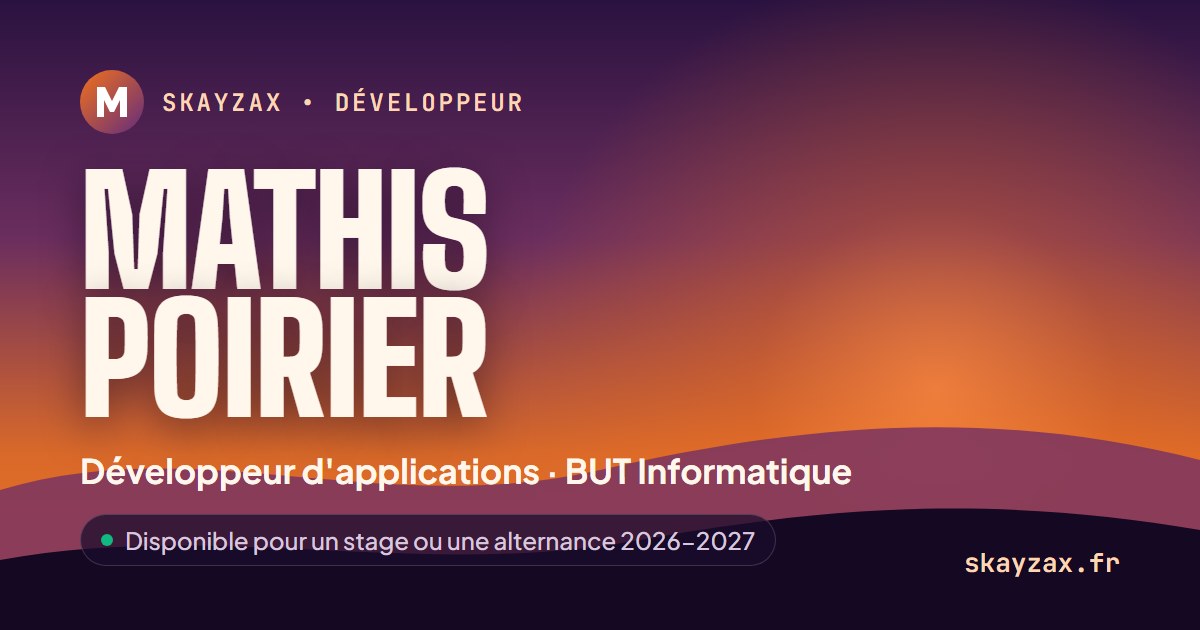 M
SKAYZAX • DÉVELOPPEUR
MATHIS
POIRIER
Développeur d'applications · BUT Informatique
Disponible pour un stage ou une alternance 2026–2027
skayzax.fr